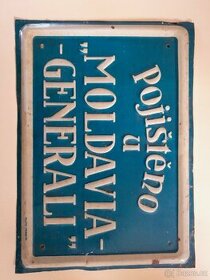 Pojištěno
u
"MOLDAVIA-
-GENERALI"